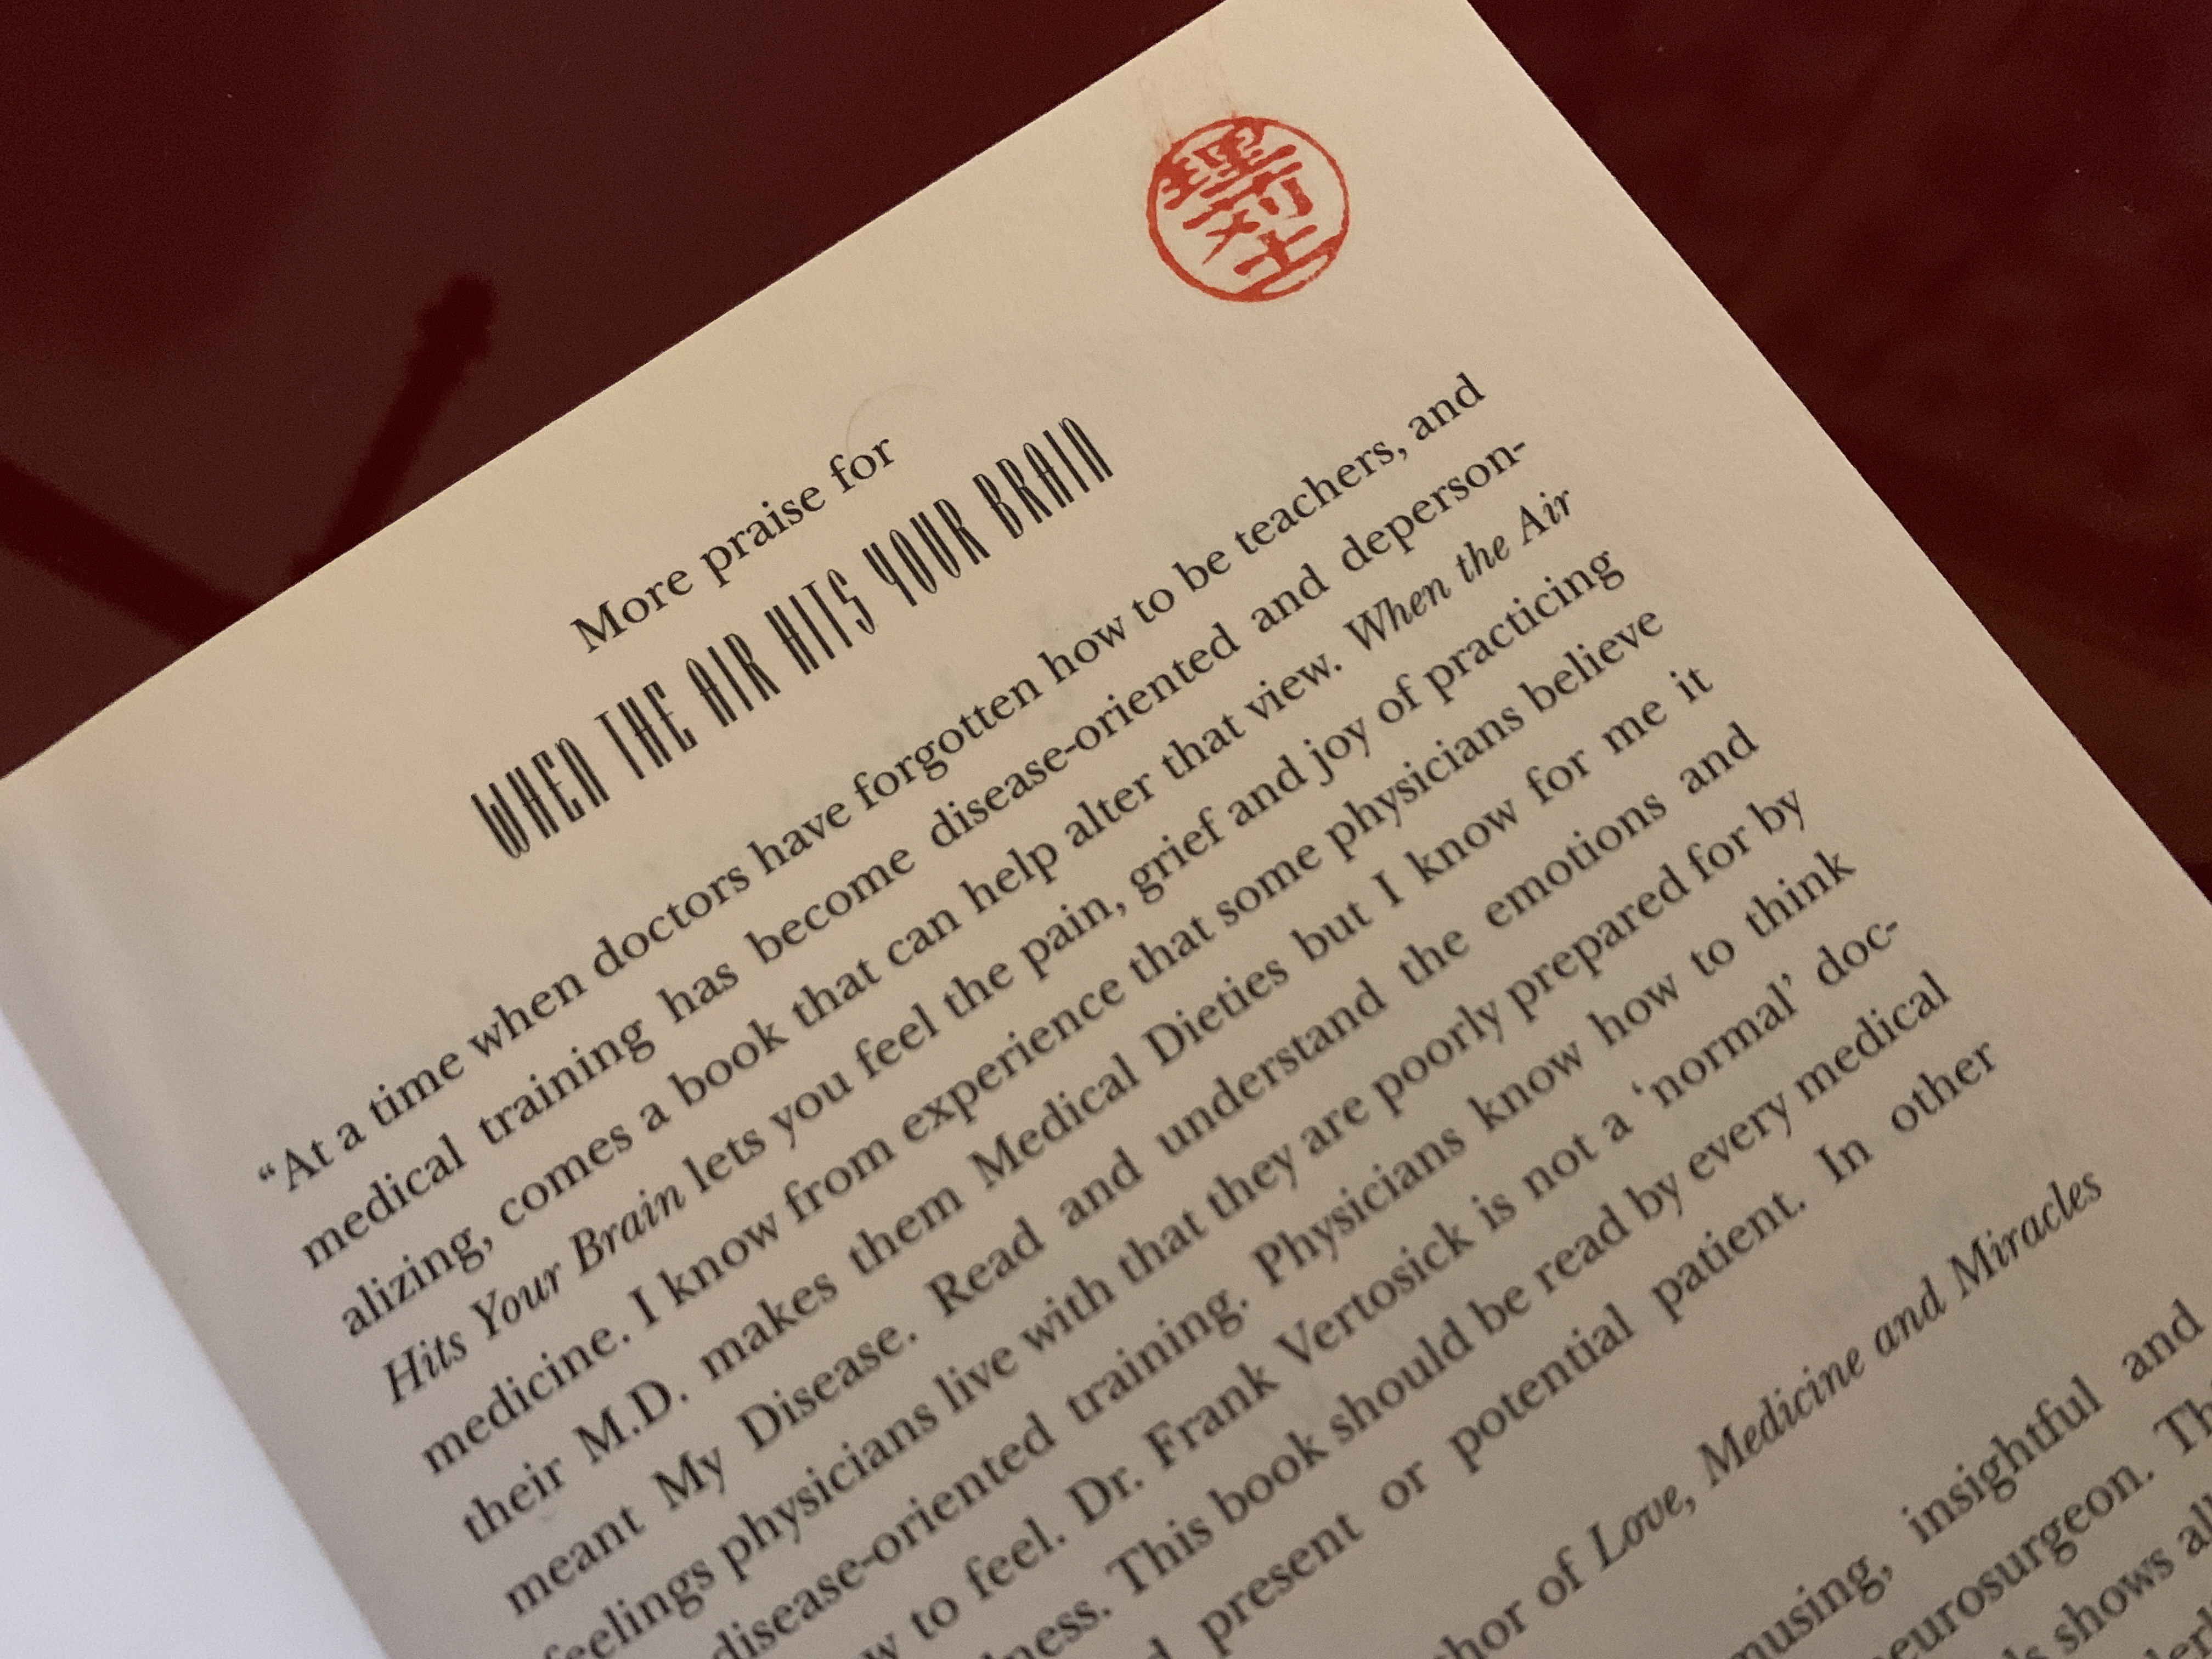 More praise for
WHEN THE AIR HITS YOUR BRAIN
“At a time when doctors have forgotten how to be teachers, and
medical training has become disease-oriented and deperson-
alizing, comes a book that can help alter that view. When the Air
Hits Your Brain lets you feel the pain, grief and joy of practicing
medicine. I know from experience that some physicians believe
their M.D. makes them Medical Dieties but I know for me it
meant My Disease. Read and understand the emotions and
feelings physicians live with that they are poorly prepared for by
disease-oriented training. Physicians know how to think
to feel. Dr. Frank Vertosick is not a ‘normal’ doc-
This book should be read by every medical
present or potential patient. In other
of Love, Medicine and Miracles
insightful and
neurosurgeon.
shows